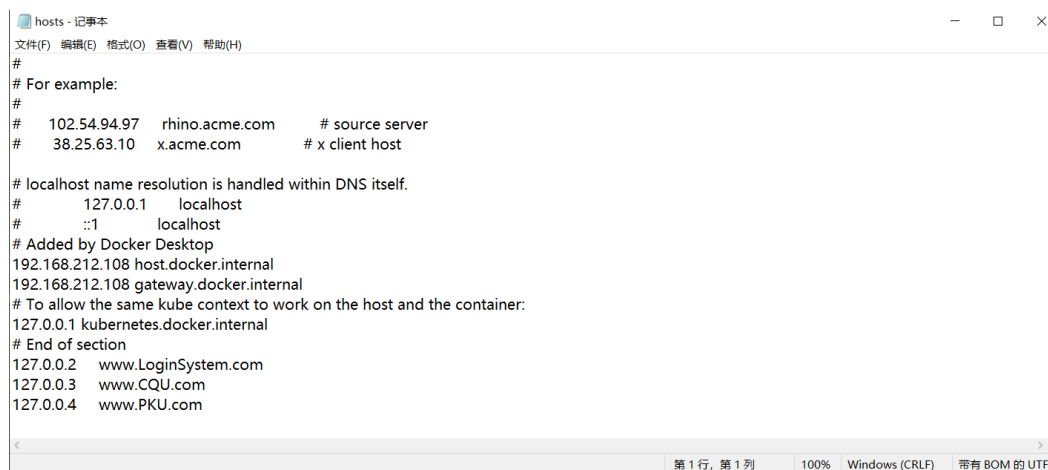 hosts - 记事本
文件(F) 编辑(E) 格式(O) 查看(V) 帮助(H)
#
# For example:
#
# 102.54.94.97 rhino.acme.com # source server
# 38.25.63.10 x.acme.com # x client host
# localhost name resolution is handled within DNS itself.
# 127.0.0.1 localhost
# ::1 localhost
# Added by Docker Desktop
192.168.212.108 host.docker.internal
192.168.212.108 gateway.docker.internal
# To allow the same kube context to work on the host and the container:
127.0.0.1 kubernetes.docker.internal
# End of section
127.0.0.2 www.LoginSystem.com
127.0.0.3 www.CQU.com
127.0.0.4 www.PKU.com
第 1 行，第 1 列 100% Windows (CRLF) 带有 BOM 的 UTF